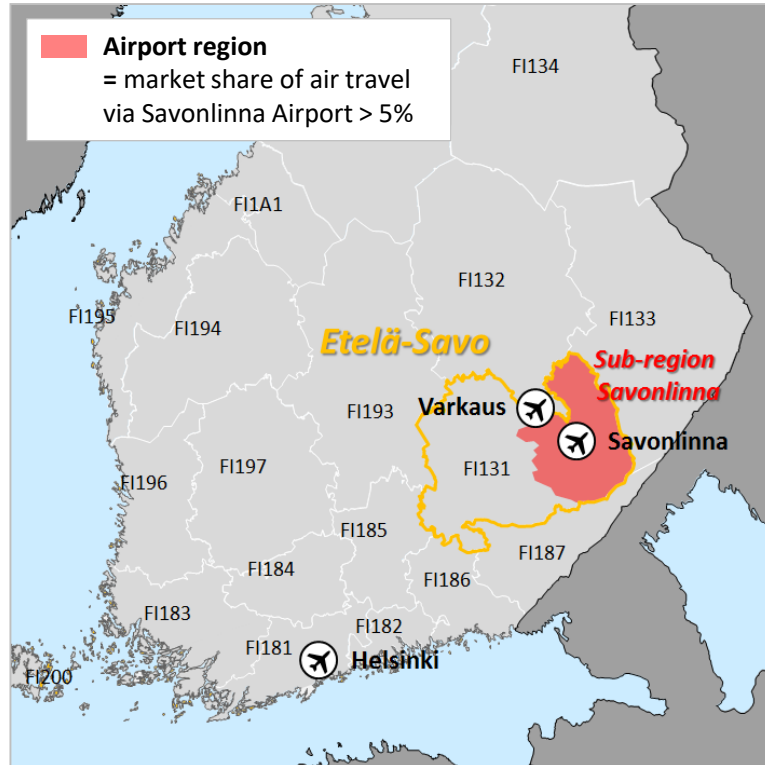 Airport region
= market share of air travel
via Savonlinna Airport > 5%
FI134
FI1A1
FI132
FI195
FI194
FI133
Etelä-Savo
Sub-region
Savonlinna
FI193
Varkaus
Savonlinna
FI196
FI197
FI131
FI185
FI187
FI184
FI186
FI183
FI182
FI181
Helsinki
FI200